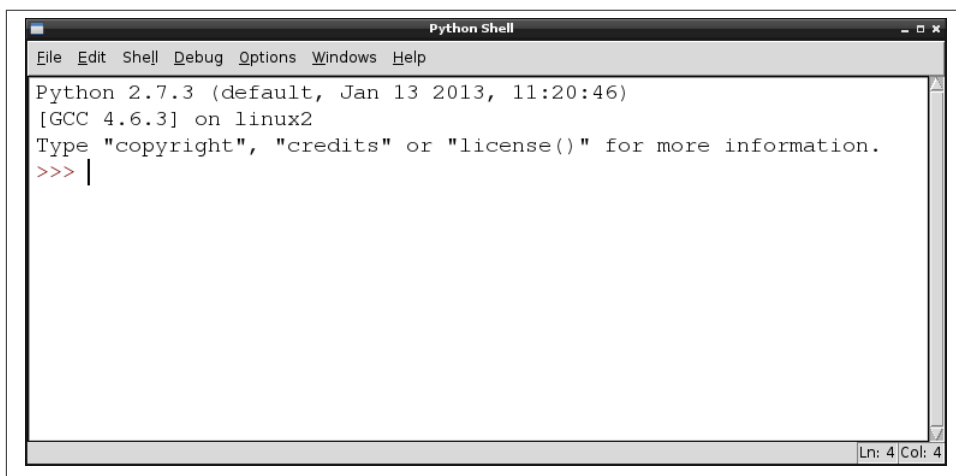 Python Shell
File Edit Shell Debug Options Windows Help
Python 2.7.3 (default, Jan 13 2013, 11:20:46)
[GCC 4.6.3] on linux2
Type "copyright", "credits" or "license()" for more information.
>>>
Ln: 4 Col: 4